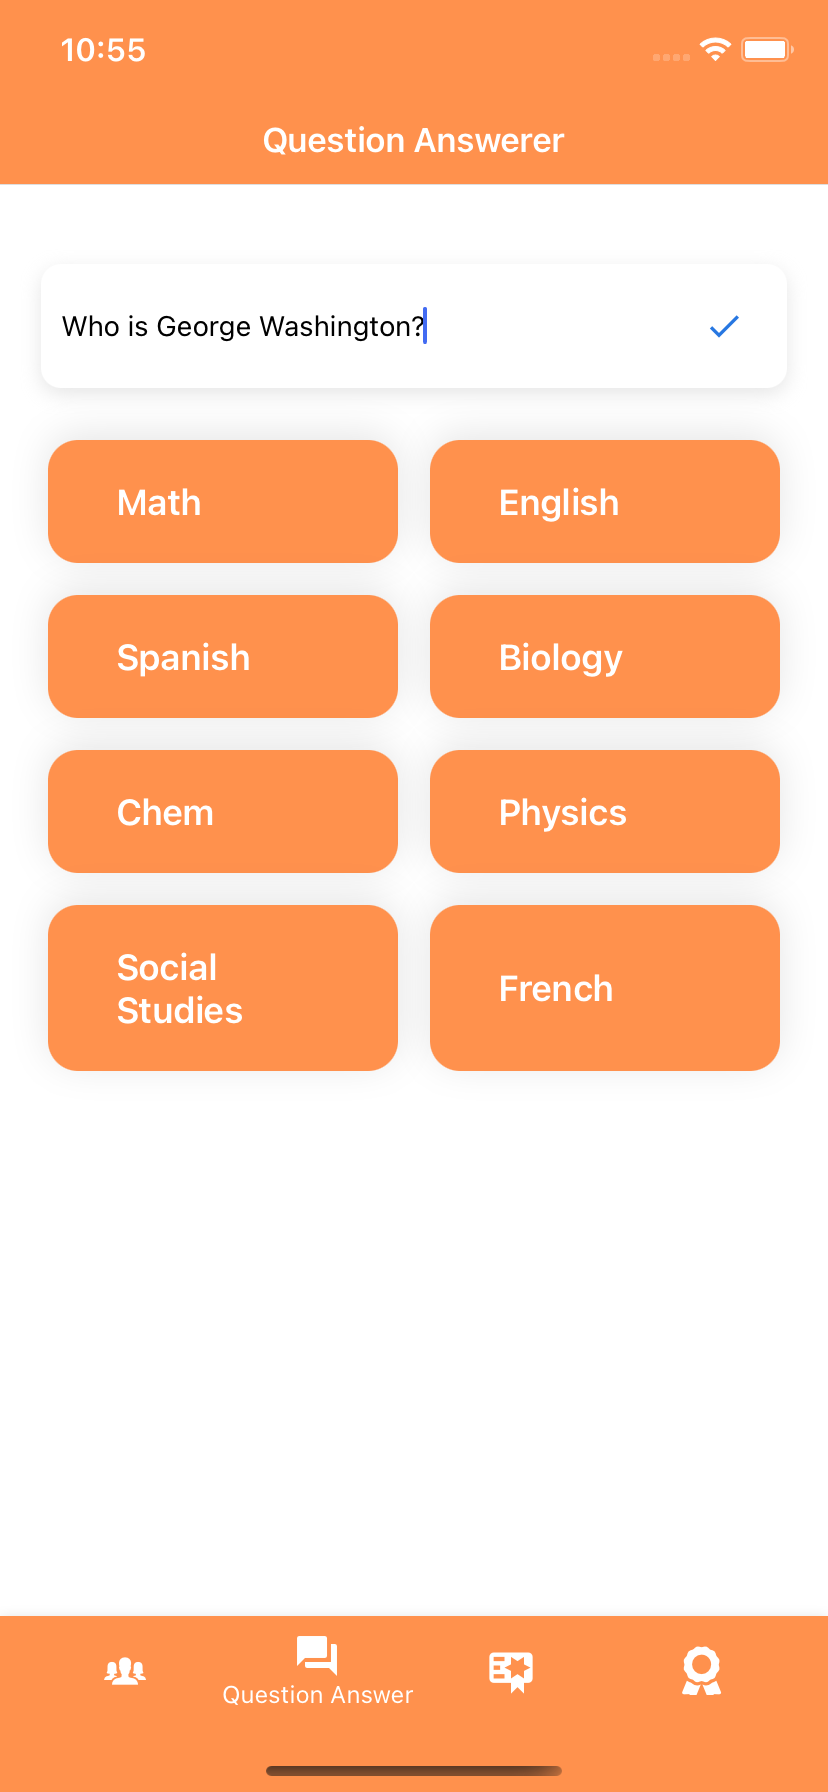 10:55
Question Answerer
Who is George Washington?
Math
English
Spanish
Biology
Chem
Physics
Social
Studies
French
Question Answer